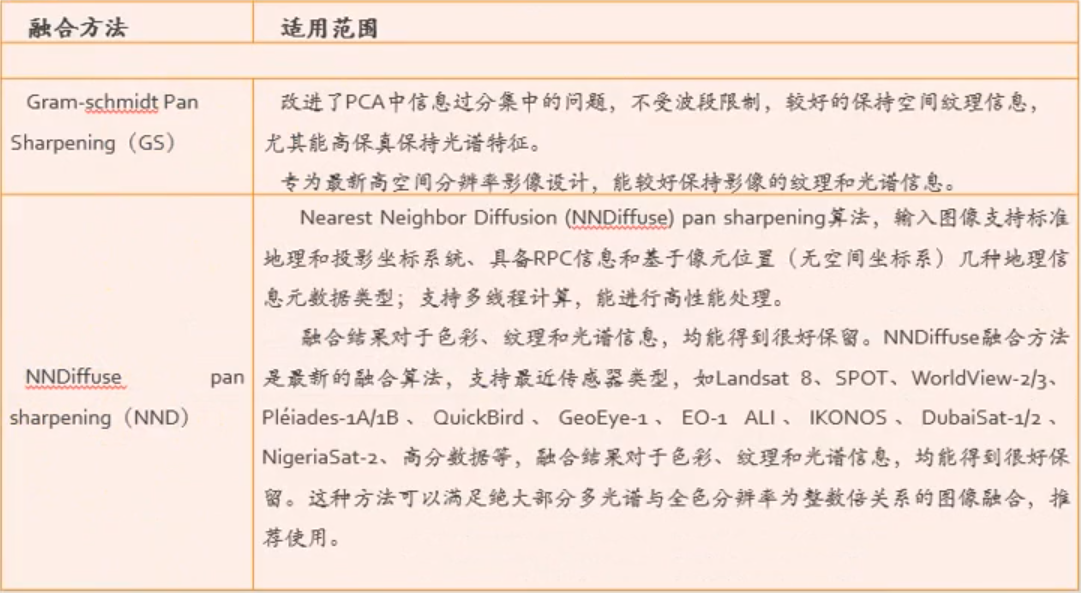 融合方法
适用范围
Gram-schmidt Pan
Sharpening（GS）
改进了PCA中信息过分集中的问题，不受波段限制，较好的保持空间纹理信息，
尤其能高保真保持光谱特征。
专为最新高空间分辨率影像设计，能较好保持影像的纹理和光谱信息。
NNDiffuse pan
sharpening（NND）
Nearest Neighbor Diffusion (NNDiffuse) pan sharpening算法，输入图像支持标准
地理和投影坐标系统、具备RPC信息和基于像元位置（无空间坐标系）几种地理信
息元数据类型；支持多线程计算，能进行高性能处理。
融合结果对于色彩、纹理和光谱信息，均能得到很好保留。NNDiffuse融合方法
是最新的融合算法，支持最近传感器类型，如Landsat 8、SPOT、WorldView-2/3、
Pléiades-1A/1B、QuickBird、GeoEye-1、EO-1 ALI、IKONOS、DubaiSat-1/2、
NigeriaSat-2、高分数据等，融合结果对于色彩、纹理和光谱信息，均能得到很好保
留。这种方法可以满足绝大部分多光谱与全色分辨率为整数倍关系的图像融合，推
荐使用。